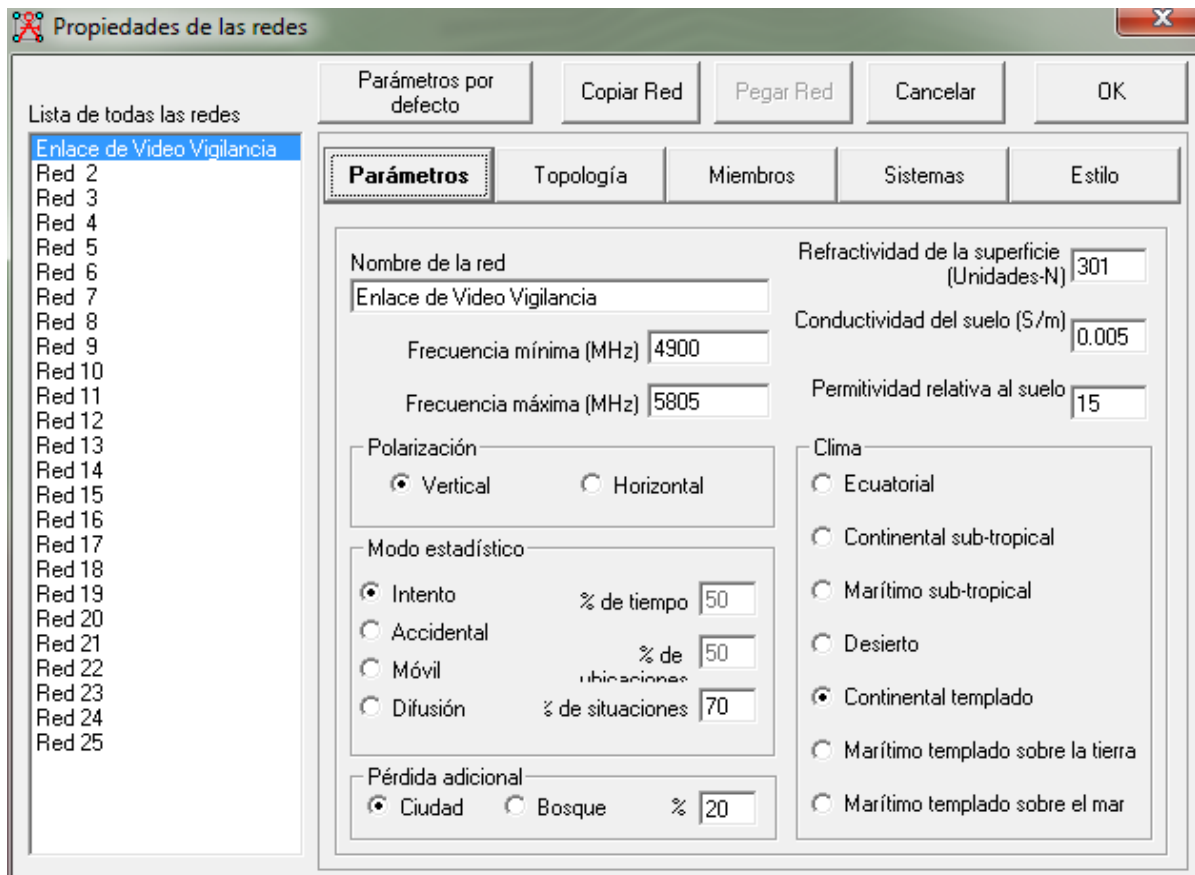 Propiedades de las redes
X
Lista de todas las redes
Enlace de Video Vigilancia
Red 2
Red 3
Red 4
Red 5
Red 6
Red 7
Red 8
Red 9
Red 10
Red 11
Red 12
Red 13
Red 14
Red 15
Red 16
Red 17
Red 18
Red 19
Red 20
Red 21
Red 22
Red 23
Red 24
Red 25
Parámetros por
defecto
Copiar Red
Pegar Red
Cancelar
OK
Parámetros
Topología
Miembros
Sistemas
Estilo
Nombre de la red
Enlace de Video Vigilancia
Frecuencia mínima (MHz) 4900
Frecuencia máxima (MHz) 5805
Refractividad de la superficie
(Unidades-N) 301
Conductividad del suelo (S/m) 0.005
Permitividad relativa al suelo 15
Polarización
Vertical Horizontal
Modo estadístico
Intento
Accidental
Móvil
Difusión
% de tiempo 50
% de 50
ubicaciones
% de situaciones 70
Pérdida adicional
Ciudad Bosque % 20
Clima
Ecuatorial
Continental sub-tropical
Marítimo sub-tropical
Desierto
Continental templado
Marítimo templado sobre la tierra
Marítimo templado sobre el mar